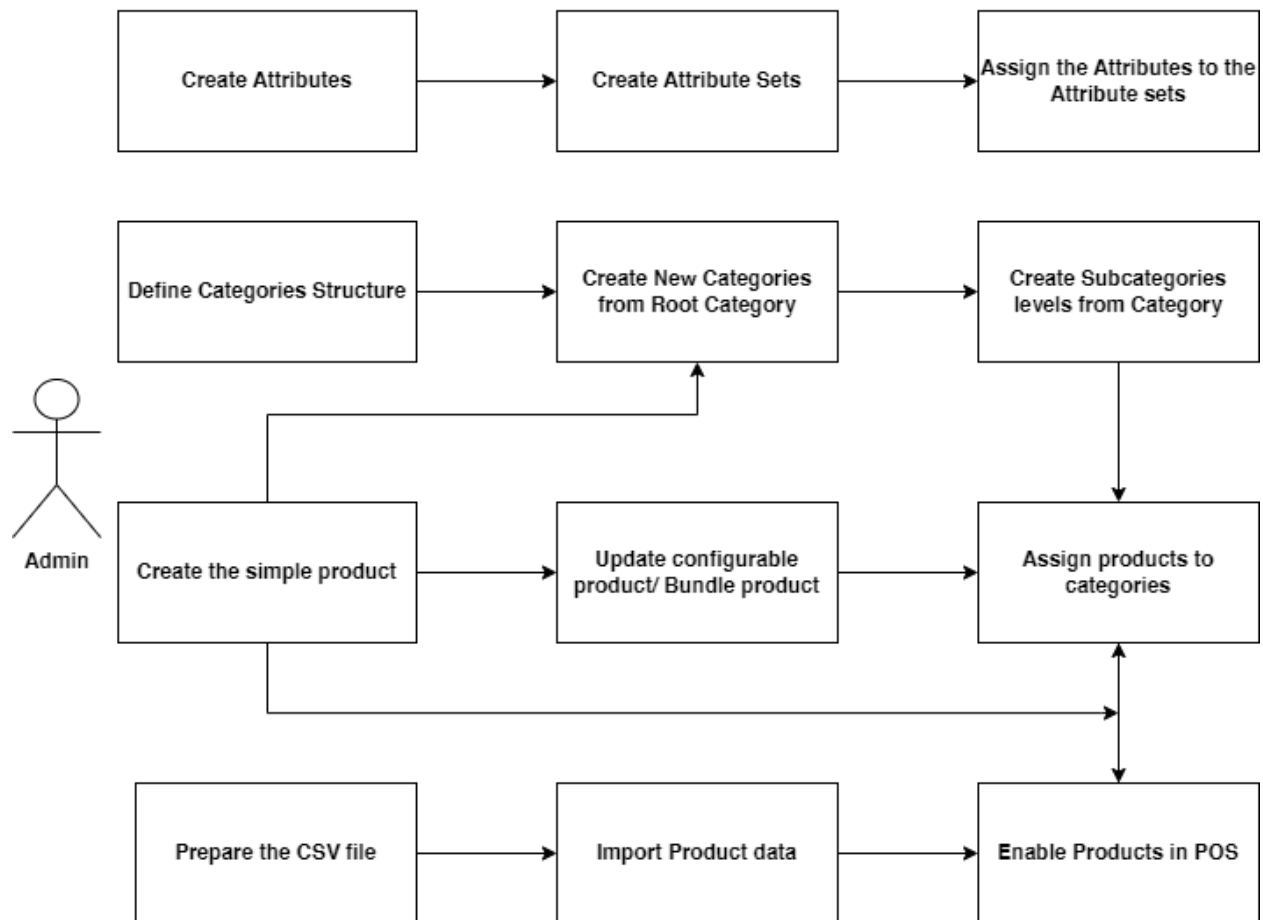 Create Attributes
Create Attribute Sets
Assign the Attributes to the
Attribute sets
Define Categories Structure
Create New Categories
from Root Category
Create Subcategories
levels from Category
Admin
Create the simple product
Update configurable
product/ Bundle product
Assign products to
categories
Prepare the CSV file
Import Product data
Enable Products in POS